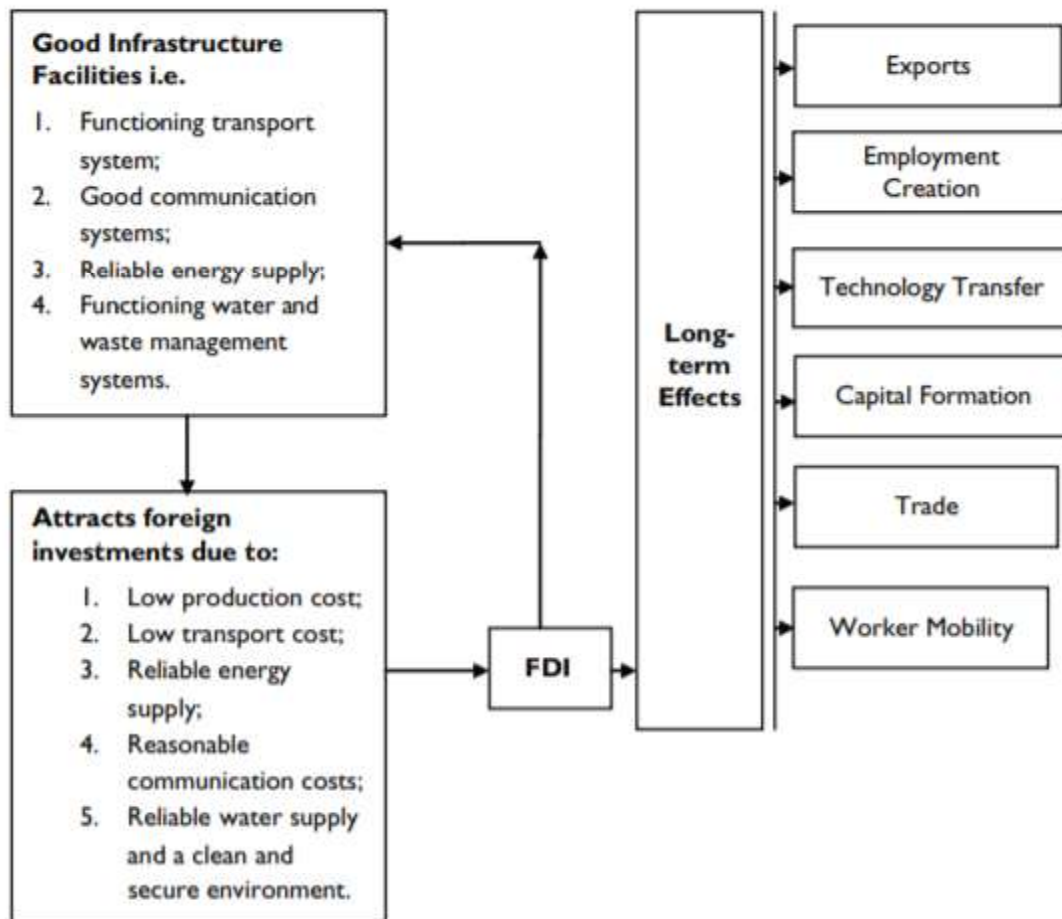 Good Infrastructure
Facilities i.e.
1. Functioning transport
system;
2. Good communication
systems;
3. Reliable energy supply;
4. Functioning water and
waste management
systems.
Attracts foreign
investments due to:
1. Low production cost;
2. Low transport cost;
3. Reliable energy
supply;
4. Reasonable
communication costs;
5. Reliable water supply
and a clean and
secure environment.
FDI
Long-
term
Effects
Exports
Employment
Creation
Technology Transfer
Capital Formation
Trade
Worker Mobility